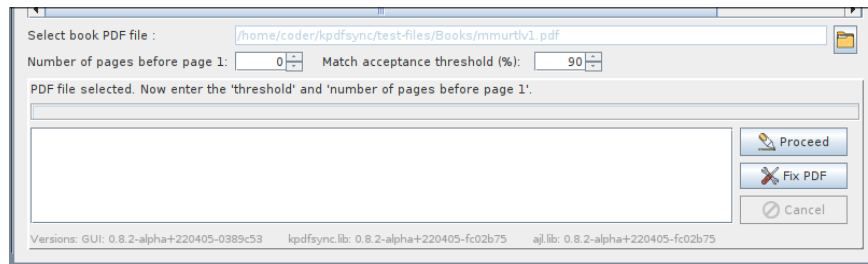 Select book PDF file : /home/coder/kpdfsync/test-files/Books/mmurtlv1.pdf
Number of pages before page 1: 0 Match acceptance threshold (%): 90
PDF file selected. Now enter the 'threshold' and 'number of pages before page 1'.
Proceed
Fix PDF
Cancel
Versions: GUI: 0.8.2-alpha+220405-0389c53 kpdfsync.lib: 0.8.2-alpha+220405-fc02b75 ajl.lib: 0.8.2-alpha+220405-fc02b75